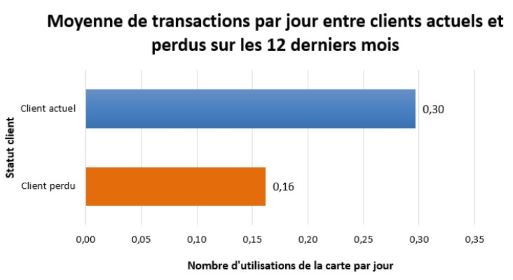 Moyenne de transactions par jour entre clients actuels et
perdus sur les 12 derniers mois
Statut client
Client actuel
0,30
Client perdu
0,16
0,00 0,05 0,10 0,15 0,20 0,25 0,30 0,35
Nombre d'utilisations de la carte par jour